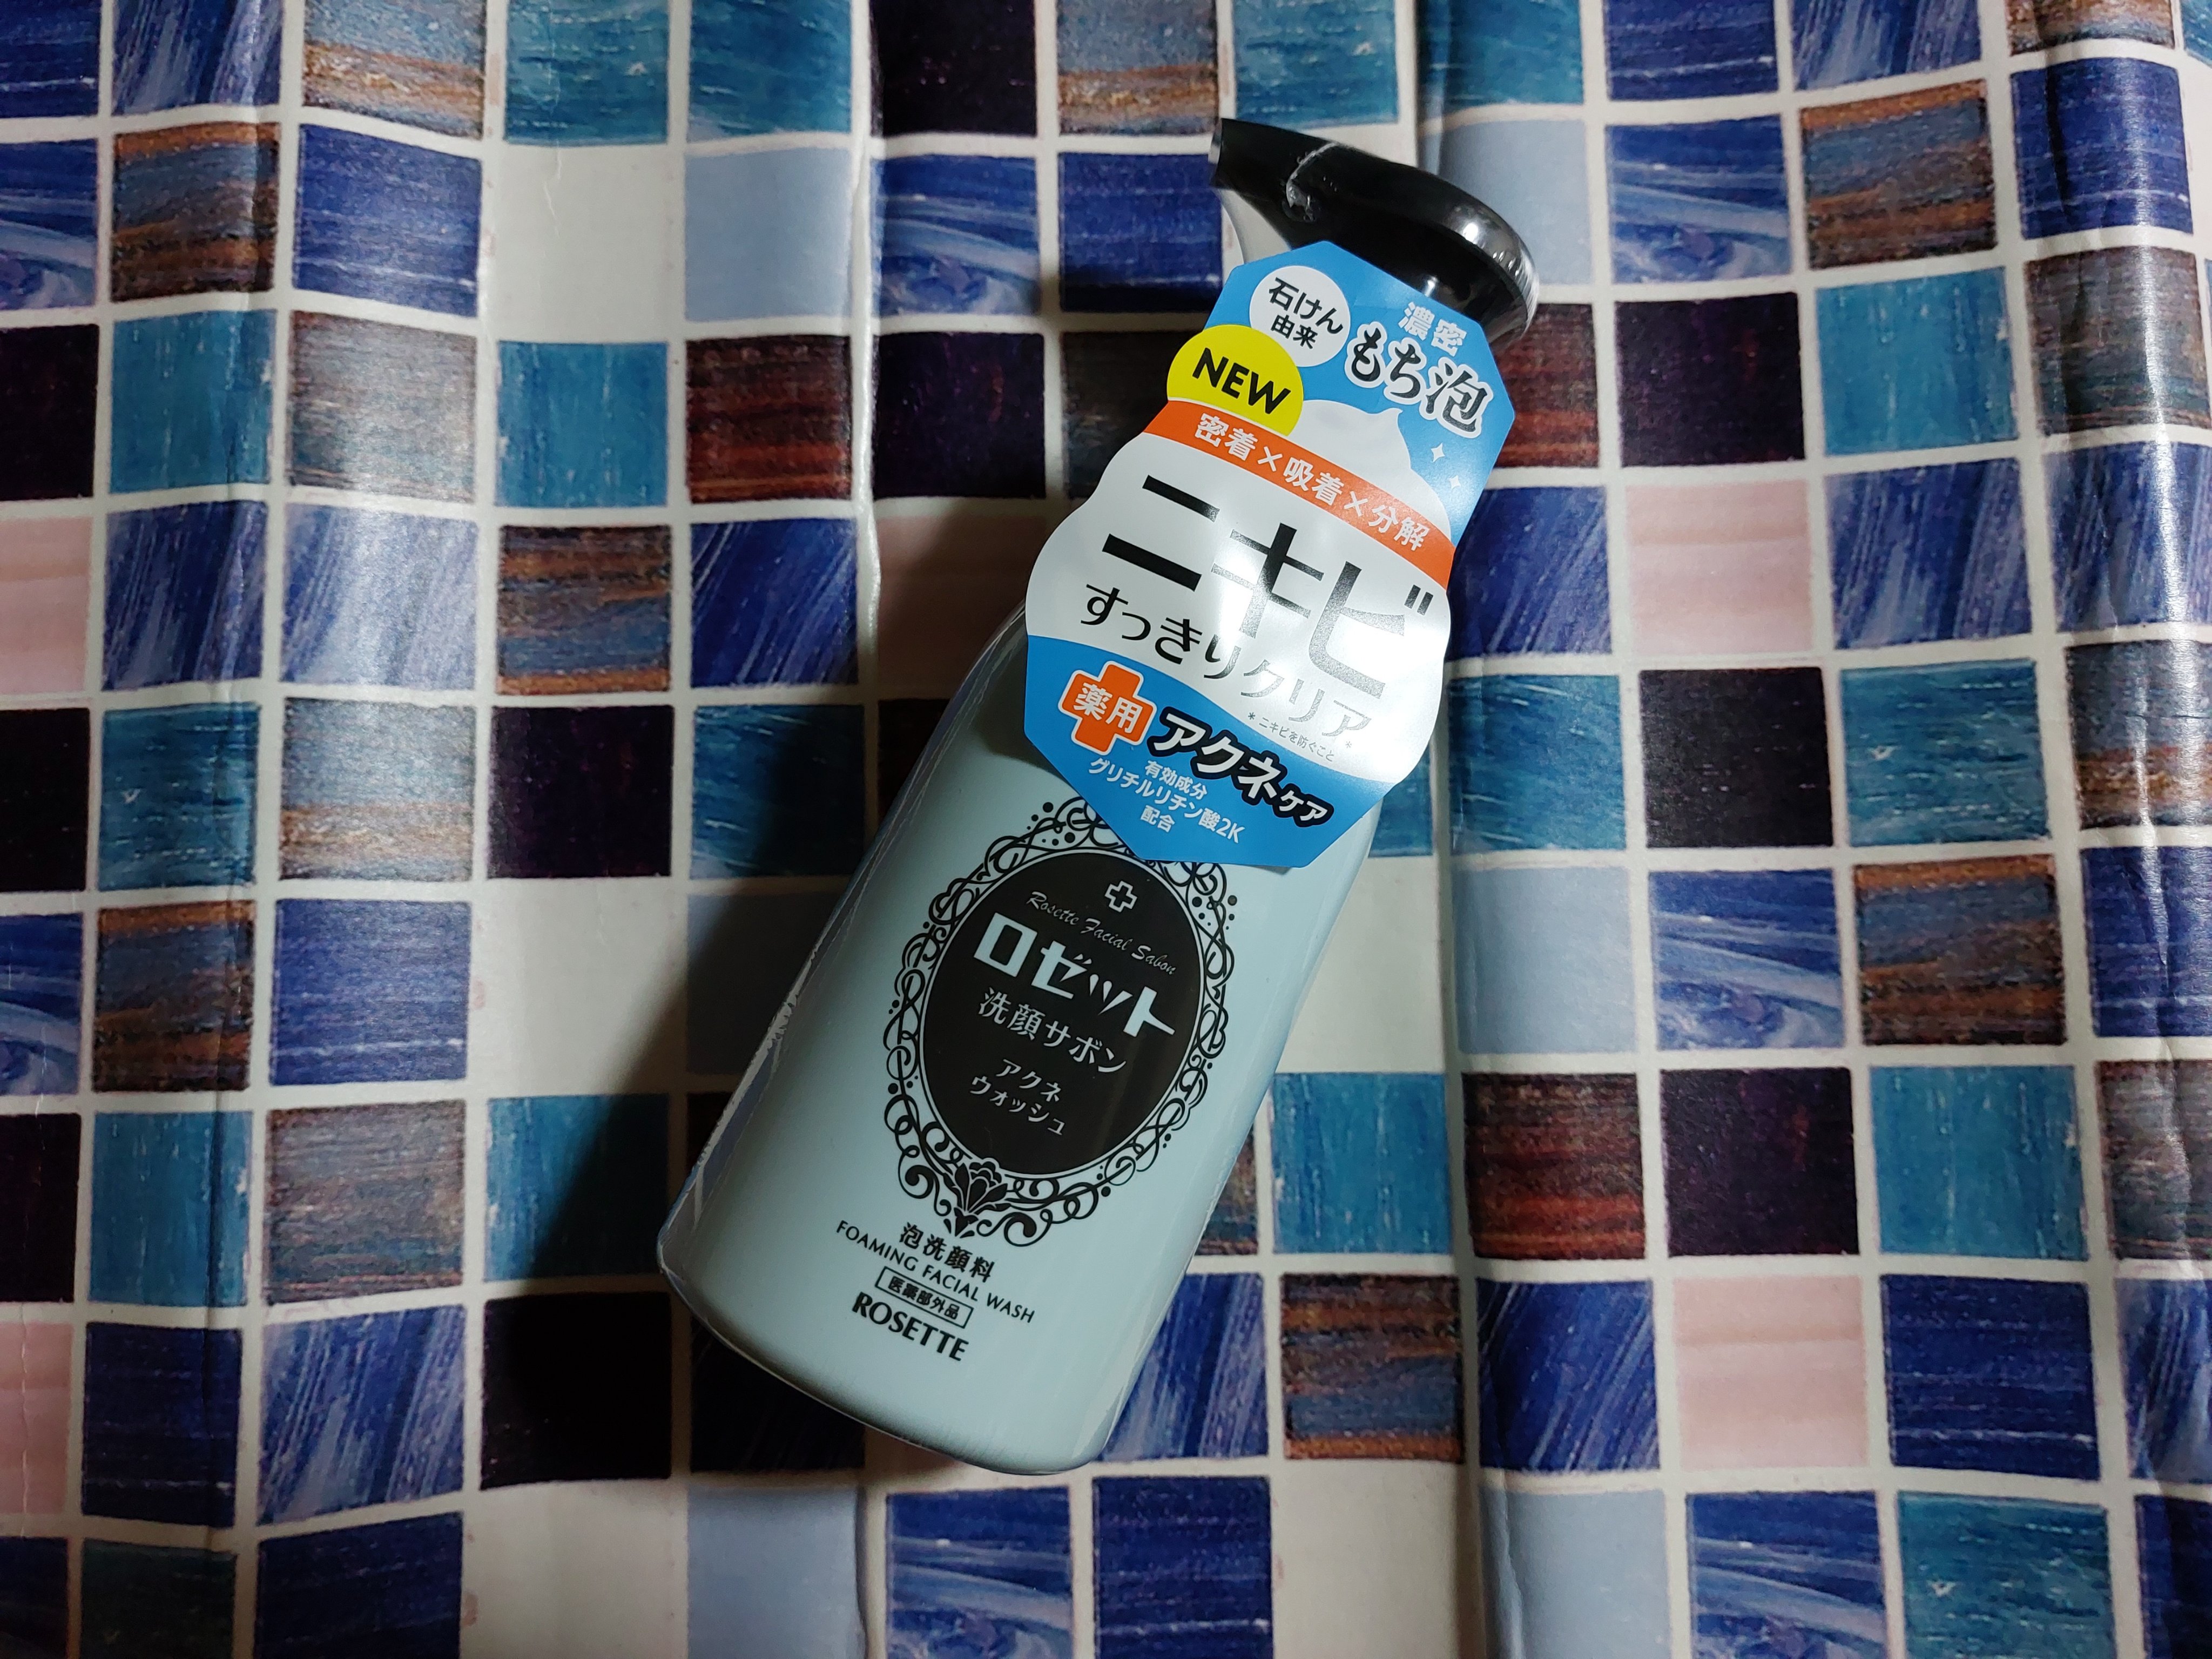 石けん
由来
濃密
もち泡
NEW
密着×吸着×分解
ニキビ
すっきりクリア*
*ニキビを防ぐこと
薬用
アクネケア
有効成分
グリチルリチン酸2K
配合
Rosette Facial Sabon
ロゼット
洗顔サボン
アクネ
ウォッシュ
泡洗顔料
FOAMING FACIAL WASH
医薬部外品
ROSETTE